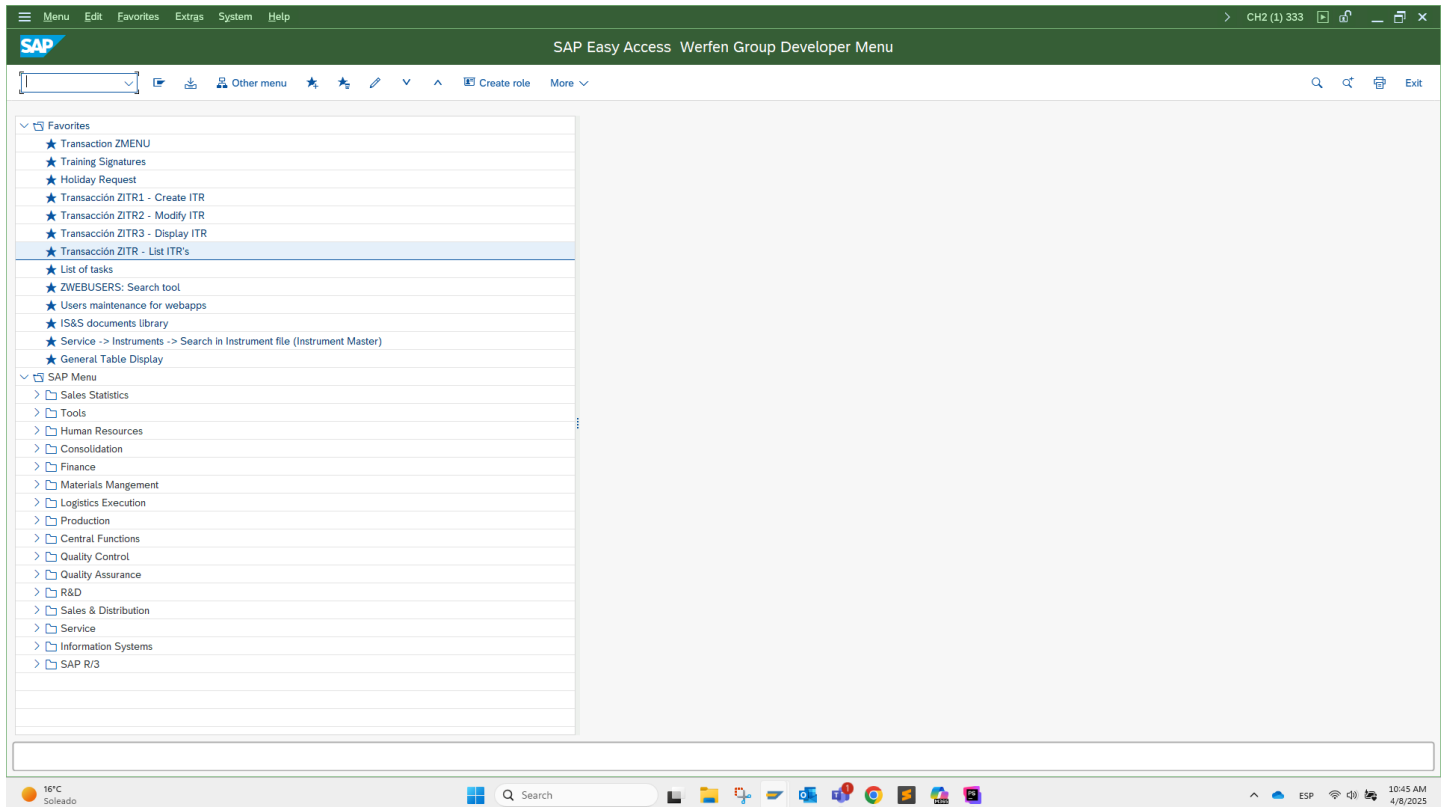 Menu Edit Favorites Extras System Help CH2 (1) 333
SAP SAP Easy Access Werfen Group Developer Menu
Other menu Create role More Exit
Favorites
Transaction ZMENU
Training Signatures
Holiday Request
Transacción ZITR1 - Create ITR
Transacción ZITR2 - Modify ITR
Transacción ZITR3 - Display ITR
Transacción ZITR - List ITR's
List of tasks
ZWEBUSERS: Search tool
Users maintenance for webapps
IS&S documents library
Service -> Instruments -> Search in Instrument file (Instrument Master)
General Table Display
SAP Menu
Sales Statistics
Tools
Human Resources
Consolidation
Finance
Materials Mangement
Logistics Execution
Production
Central Functions
Quality Control
Quality Assurance
R&D
Sales & Distribution
Service
Information Systems
SAP R/3
16°C
Soleado
Search
1
PS
ESP
10:45 AM
4/8/2025